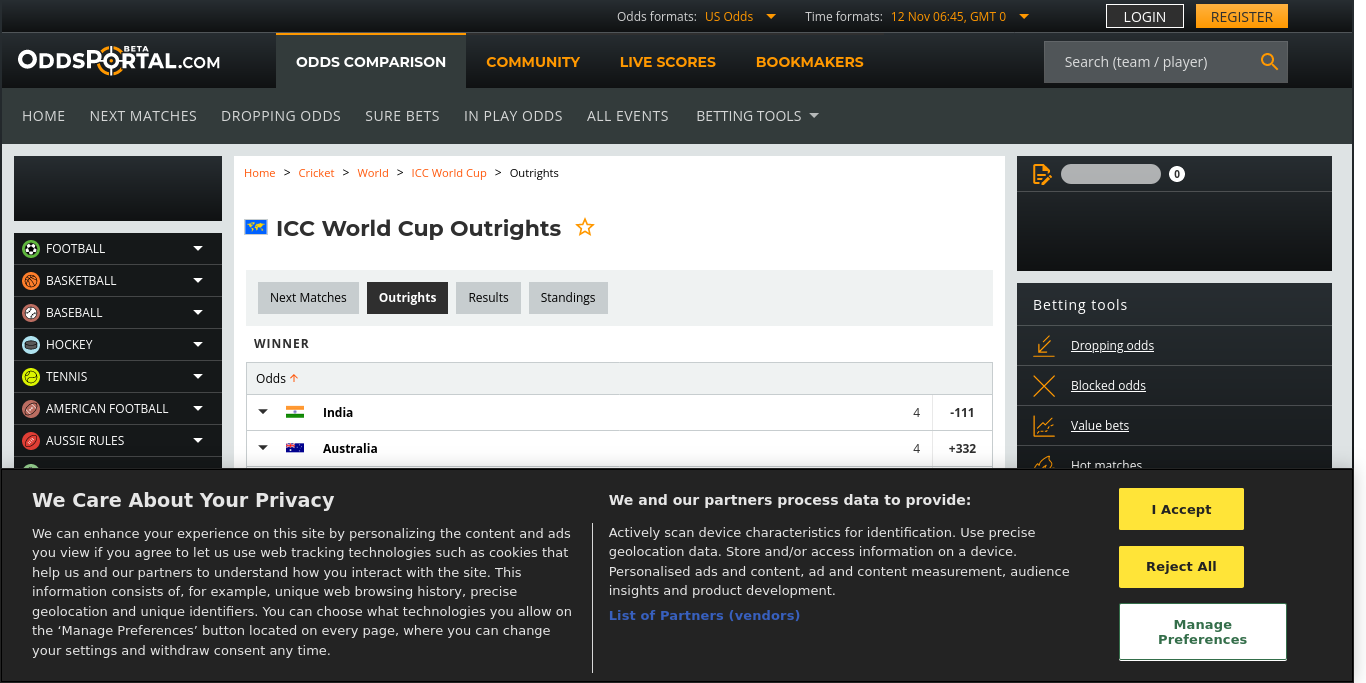 Odds formats: US Odds Time formats: 12 Nov 06:45, GMT 0 LOGIN REGISTER
ODDSPORTAL.COM BETA ODDS COMPARISON COMMUNITY LIVE SCORES BOOKMAKERS Search (team / player)
HOME NEXT MATCHES DROPPING ODDS SURE BETS IN PLAY ODDS ALL EVENTS BETTING TOOLS
FOOTBALL
BASKETBALL
BASEBALL
HOCKEY
TENNIS
AMERICAN FOOTBALL
AUSSIE RULES
Home > Cricket > World > ICC World Cup > Outrights
ICC World Cup Outrights
Next Matches Outrights Results Standings
WINNER
Odds
India 4 -111
Australia 4 +332
0
Betting tools
Dropping odds
Blocked odds
Value bets
Hot matches
We Care About Your Privacy
We can enhance your experience on this site by personalizing the content and ads
you view if you agree to let us use web tracking technologies such as cookies that
help us and our partners to understand how you interact with the site. This
information consists of, for example, unique web browsing history, precise
geolocation and unique identifiers. You can choose what technologies you allow on
the ‘Manage Preferences’ button located on every page, where you can change
your settings and withdraw consent any time.
We and our partners process data to provide:
Actively scan device characteristics for identification. Use precise
geolocation data. Store and/or access information on a device.
Personalised ads and content, ad and content measurement, audience
insights and product development.
List of Partners (vendors)
I Accept
Reject All
Manage
Preferences